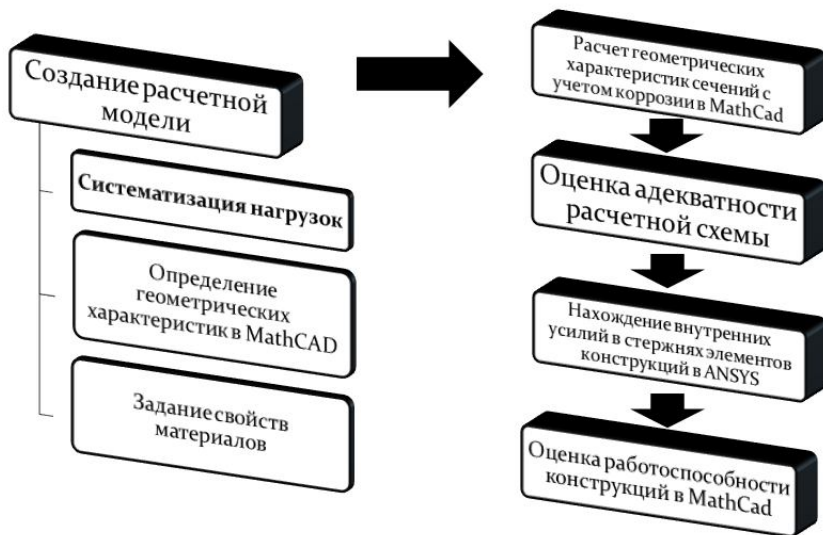 Создание расчетной
модели
Систематизация нагрузок
Определение
геометрических
характеристик в MathCAD
Задание свойств
материалов
Расчет геометрических
характеристик сечений с
учетом коррозии в MathCad
Оценка адекватности
расчетной схемы
Нахождение внутренних
усилий в стержнях элементов
конструкций в ANSYS
Оценка работоспособности
конструкций в MathCad